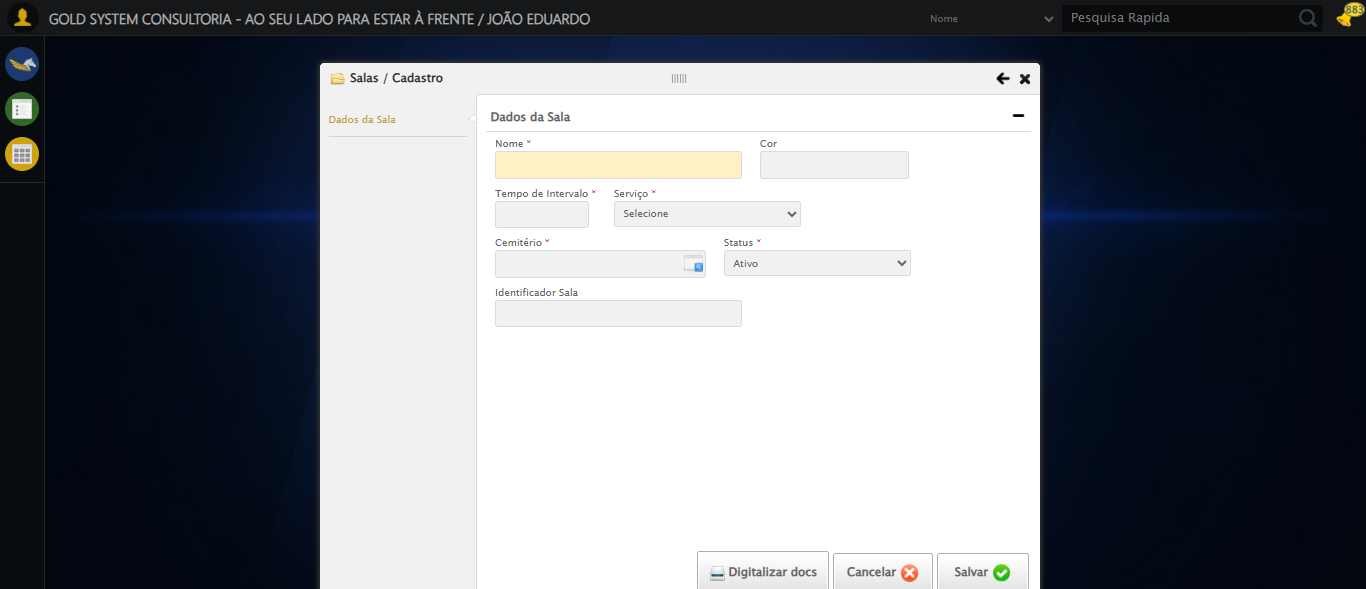 GOLD SYSTEM CONSULTORIA - AO SEU LADO PARA ESTAR À FRENTE / JOÃO EDUARDO
Nome
Pesquisa Rapida
883
Salas / Cadastro
Dados da Sala
Dados da Sala
Nome *
Cor
Tempo de Intervalo *
Serviço *
Selecione
Cemitério *
Status *
Ativo
Identificador Sala
Digitalizar docs
Cancelar
Salvar